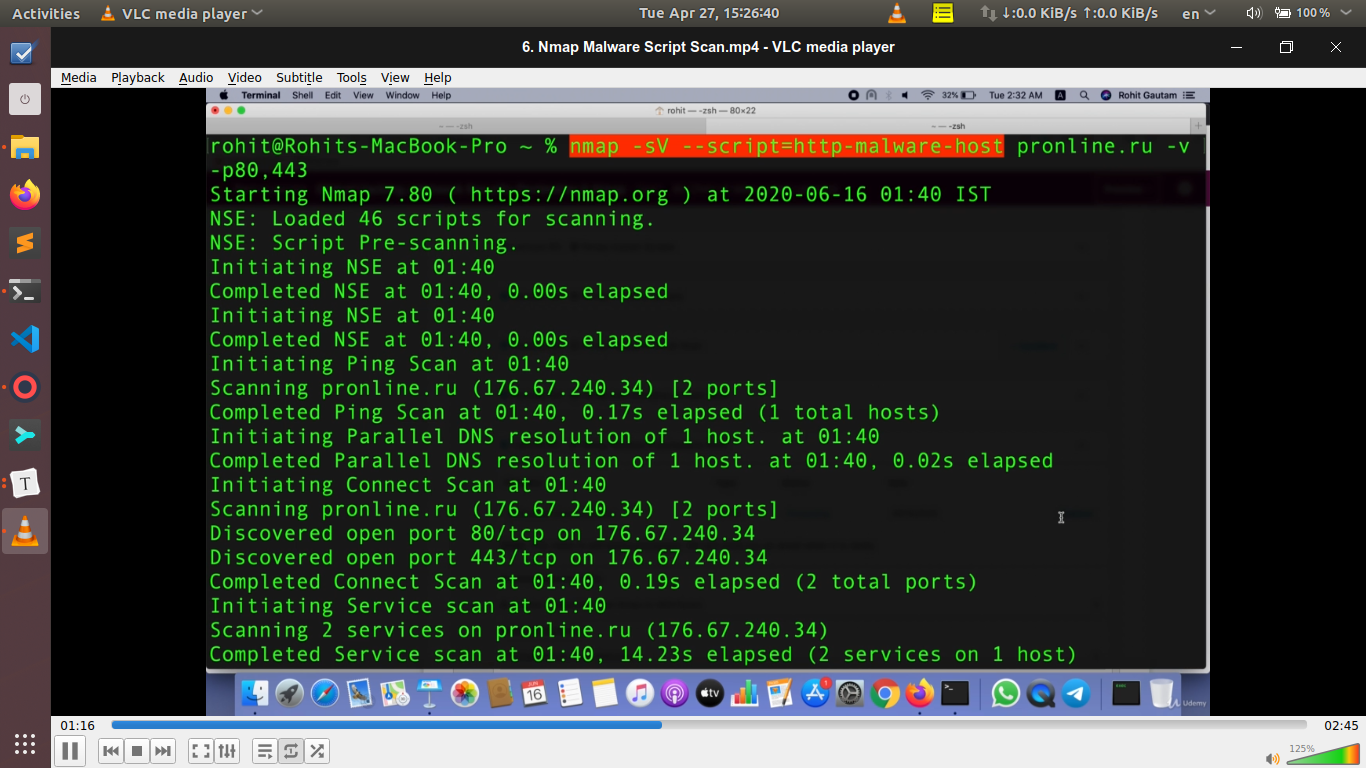 Activities VLC media player Tue Apr 27, 15:26:40 ↓:0.0 KiB/s ↑:0.0 KiB/s en 100 %
6. Nmap Malware Script Scan.mp4 - VLC media player
Media Playback Audio Video Subtitle Tools View Help
Terminal Shell Edit View Window Help 32% Tue 2:32 AM A Rohit Gautam
rohit — -zsh — 80×22
— — -zsh — — -zsh
rohit@Rohits-MacBook-Pro ~ % nmap -sV --script=http-malware-host pronline.ru -v
-p80,443
Starting Nmap 7.80 ( https://nmap.org ) at 2020-06-16 01:40 IST
NSE: Loaded 46 scripts for scanning.
NSE: Script Pre-scanning.
Initiating NSE at 01:40
Completed NSE at 01:40, 0.00s elapsed
Initiating NSE at 01:40
Completed NSE at 01:40, 0.00s elapsed
Initiating Ping Scan at 01:40
Scanning pronline.ru (176.67.240.34) [2 ports]
Completed Ping Scan at 01:40, 0.17s elapsed (1 total hosts)
Initiating Parallel DNS resolution of 1 host. at 01:40
Completed Parallel DNS resolution of 1 host. at 01:40, 0.02s elapsed
Initiating Connect Scan at 01:40
Scanning pronline.ru (176.67.240.34) [2 ports]
Discovered open port 80/tcp on 176.67.240.34
Discovered open port 443/tcp on 176.67.240.34
Completed Connect Scan at 01:40, 0.19s elapsed (2 total ports)
Initiating Service scan at 01:40
Scanning 2 services on pronline.ru (176.67.240.34)
Completed Service scan at 01:40, 14.23s elapsed (2 services on 1 host)
16 tv 1 Udemy
01:16 02:45
125%